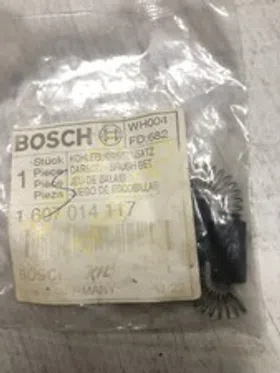 BOSCH
WH004
FD 682
1
Stück
Piece
Pièce
Pieza
CARBON BRUSH SET
JEU DE BALAIS
JUEGO DE ESCOBILLAS
1 607 014 117
BOSCH